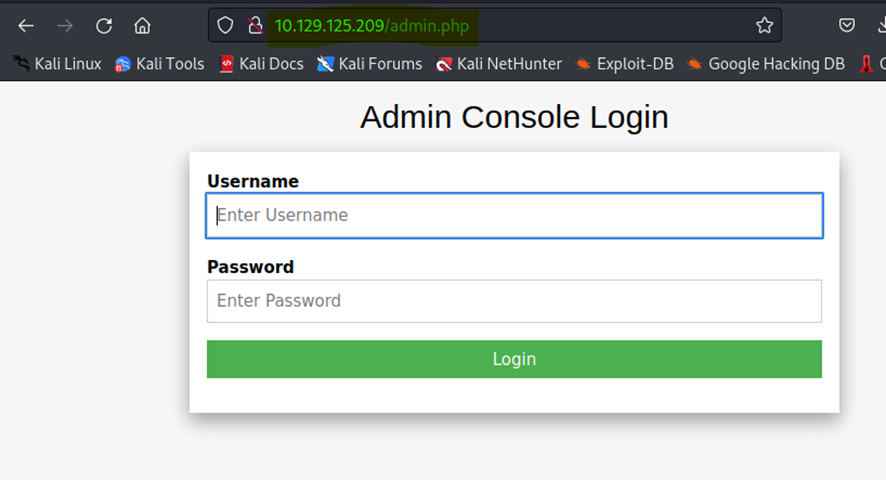 10.129.125.209/admin.php
Kali Linux Kali Tools Kali Docs Kali Forums Kali NetHunter Exploit-DB Google Hacking DB
Admin Console Login
Username
Enter Username
Password
Enter Password
Login